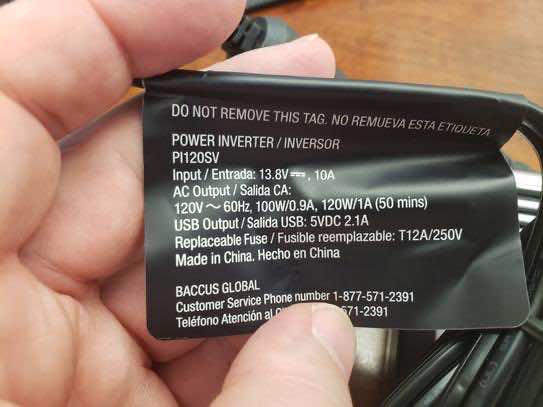 DO NOT REMOVE THIS TAG. NO REMUEVA ESTA ETIQUETA
POWER INVERTER / INVERSOR
PI120SV
Input / Entrada: 13.8V⎓, 10A
AC Output / Salida CA:
120V ～ 60Hz, 100W/0.9A, 120W/1A (50 mins)
USB Output / Salida USB: 5VDC 2.1A
Replaceable Fuse / Fusible reemplazable: T12A/250V
Made in China. Hecho en China
BACCUS GLOBAL
Customer Service Phone number 1-877-571-2391
Teléfono Atención al 571-2391